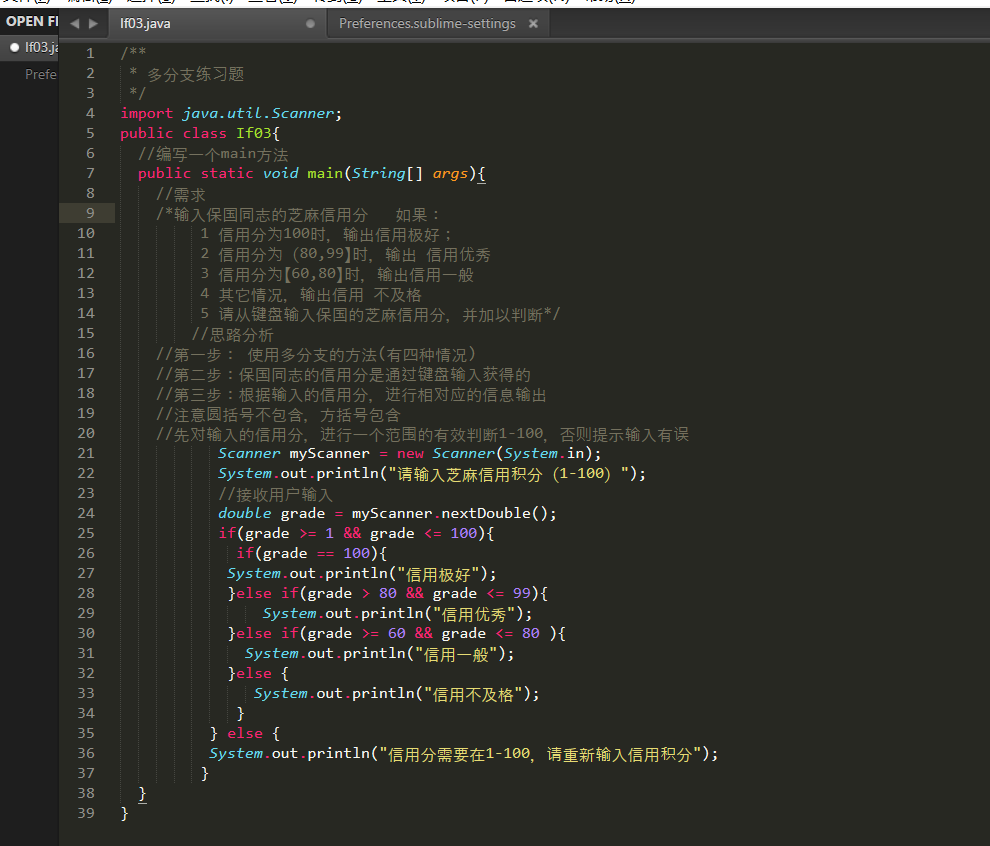 OPEN FI
If03.java
Preferences.sublime-settings
If03.ja
Prefe
1 /**
2 * 多分支练习题
3 */
4 import java.util.Scanner;
5 public class If03{
6 //编写一个main方法
7 public static void main(String[] args){
8 //需求
9 /*输入保国同志的芝麻信用分 如果：
10 1 信用分为100时，输出信用极好；
11 2 信用分为（80,99】时，输出 信用优秀
12 3 信用分为【60,80】时，输出信用一般
13 4 其它情况，输出信用 不及格
14 5 请从键盘输入保国的芝麻信用分，并加以判断*/
15 //思路分析
16 //第一步： 使用多分支的方法(有四种情况)
17 //第二步：保国同志的信用分是通过键盘输入获得的
18 //第三步：根据输入的信用分，进行相对应的信息输出
19 //注意圆括号不包含，方括号包含
20 //先对输入的信用分，进行一个范围的有效判断1-100，否则提示输入有误
21 Scanner myScanner = new Scanner(System.in);
22 System.out.println("请输入芝麻信用积分（1-100）");
23 //接收用户输入
24 double grade = myScanner.nextDouble();
25 if(grade >= 1 && grade <= 100){
26 if(grade == 100){
27 System.out.println("信用极好");
28 }else if(grade > 80 && grade <= 99){
29 System.out.println("信用优秀");
30 }else if(grade >= 60 && grade <= 80 ){
31 System.out.println("信用一般");
32 }else {
33 System.out.println("信用不及格");
34 }
35 } else {
36 System.out.println("信用分需要在1-100，请重新输入信用积分");
37 }
38 }
39 }